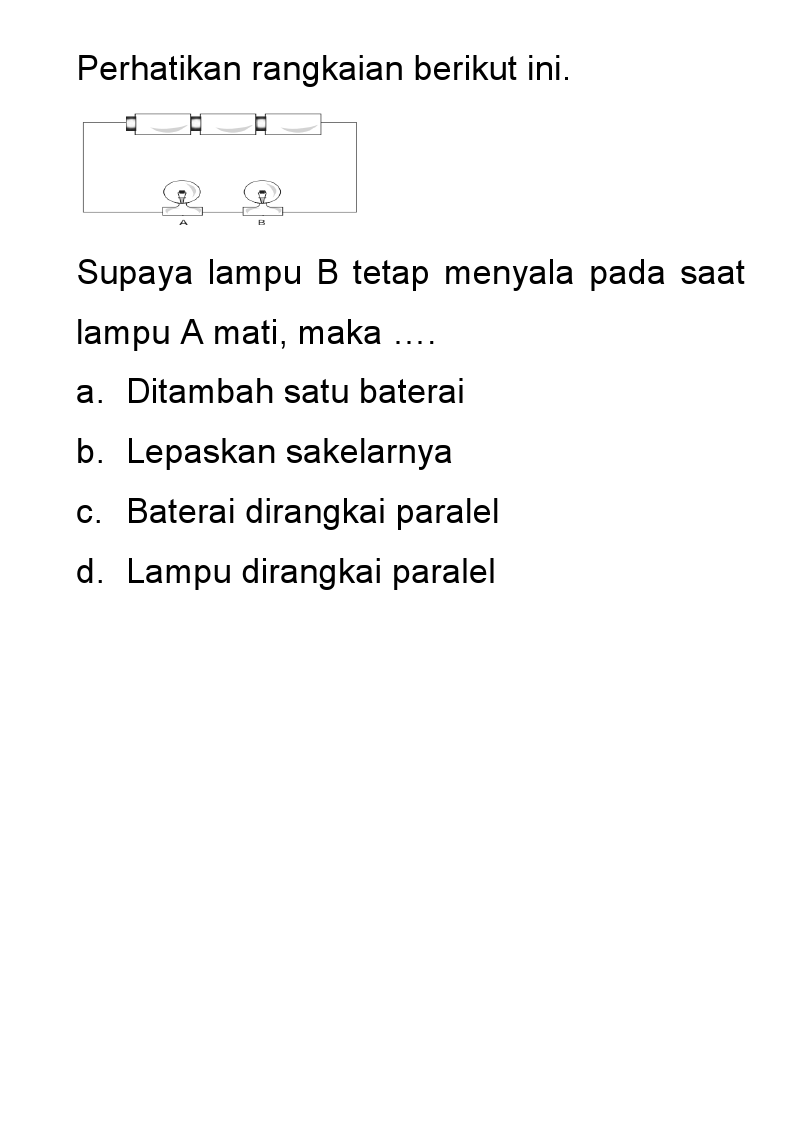 Perhatikan rangkaian berikut ini.
A B
Supaya lampu B tetap menyala pada saat
lampu A mati, maka ….
a. Ditambah satu baterai
b. Lepaskan sakelarnya
c. Baterai dirangkai paralel
d. Lampu dirangkai paralel